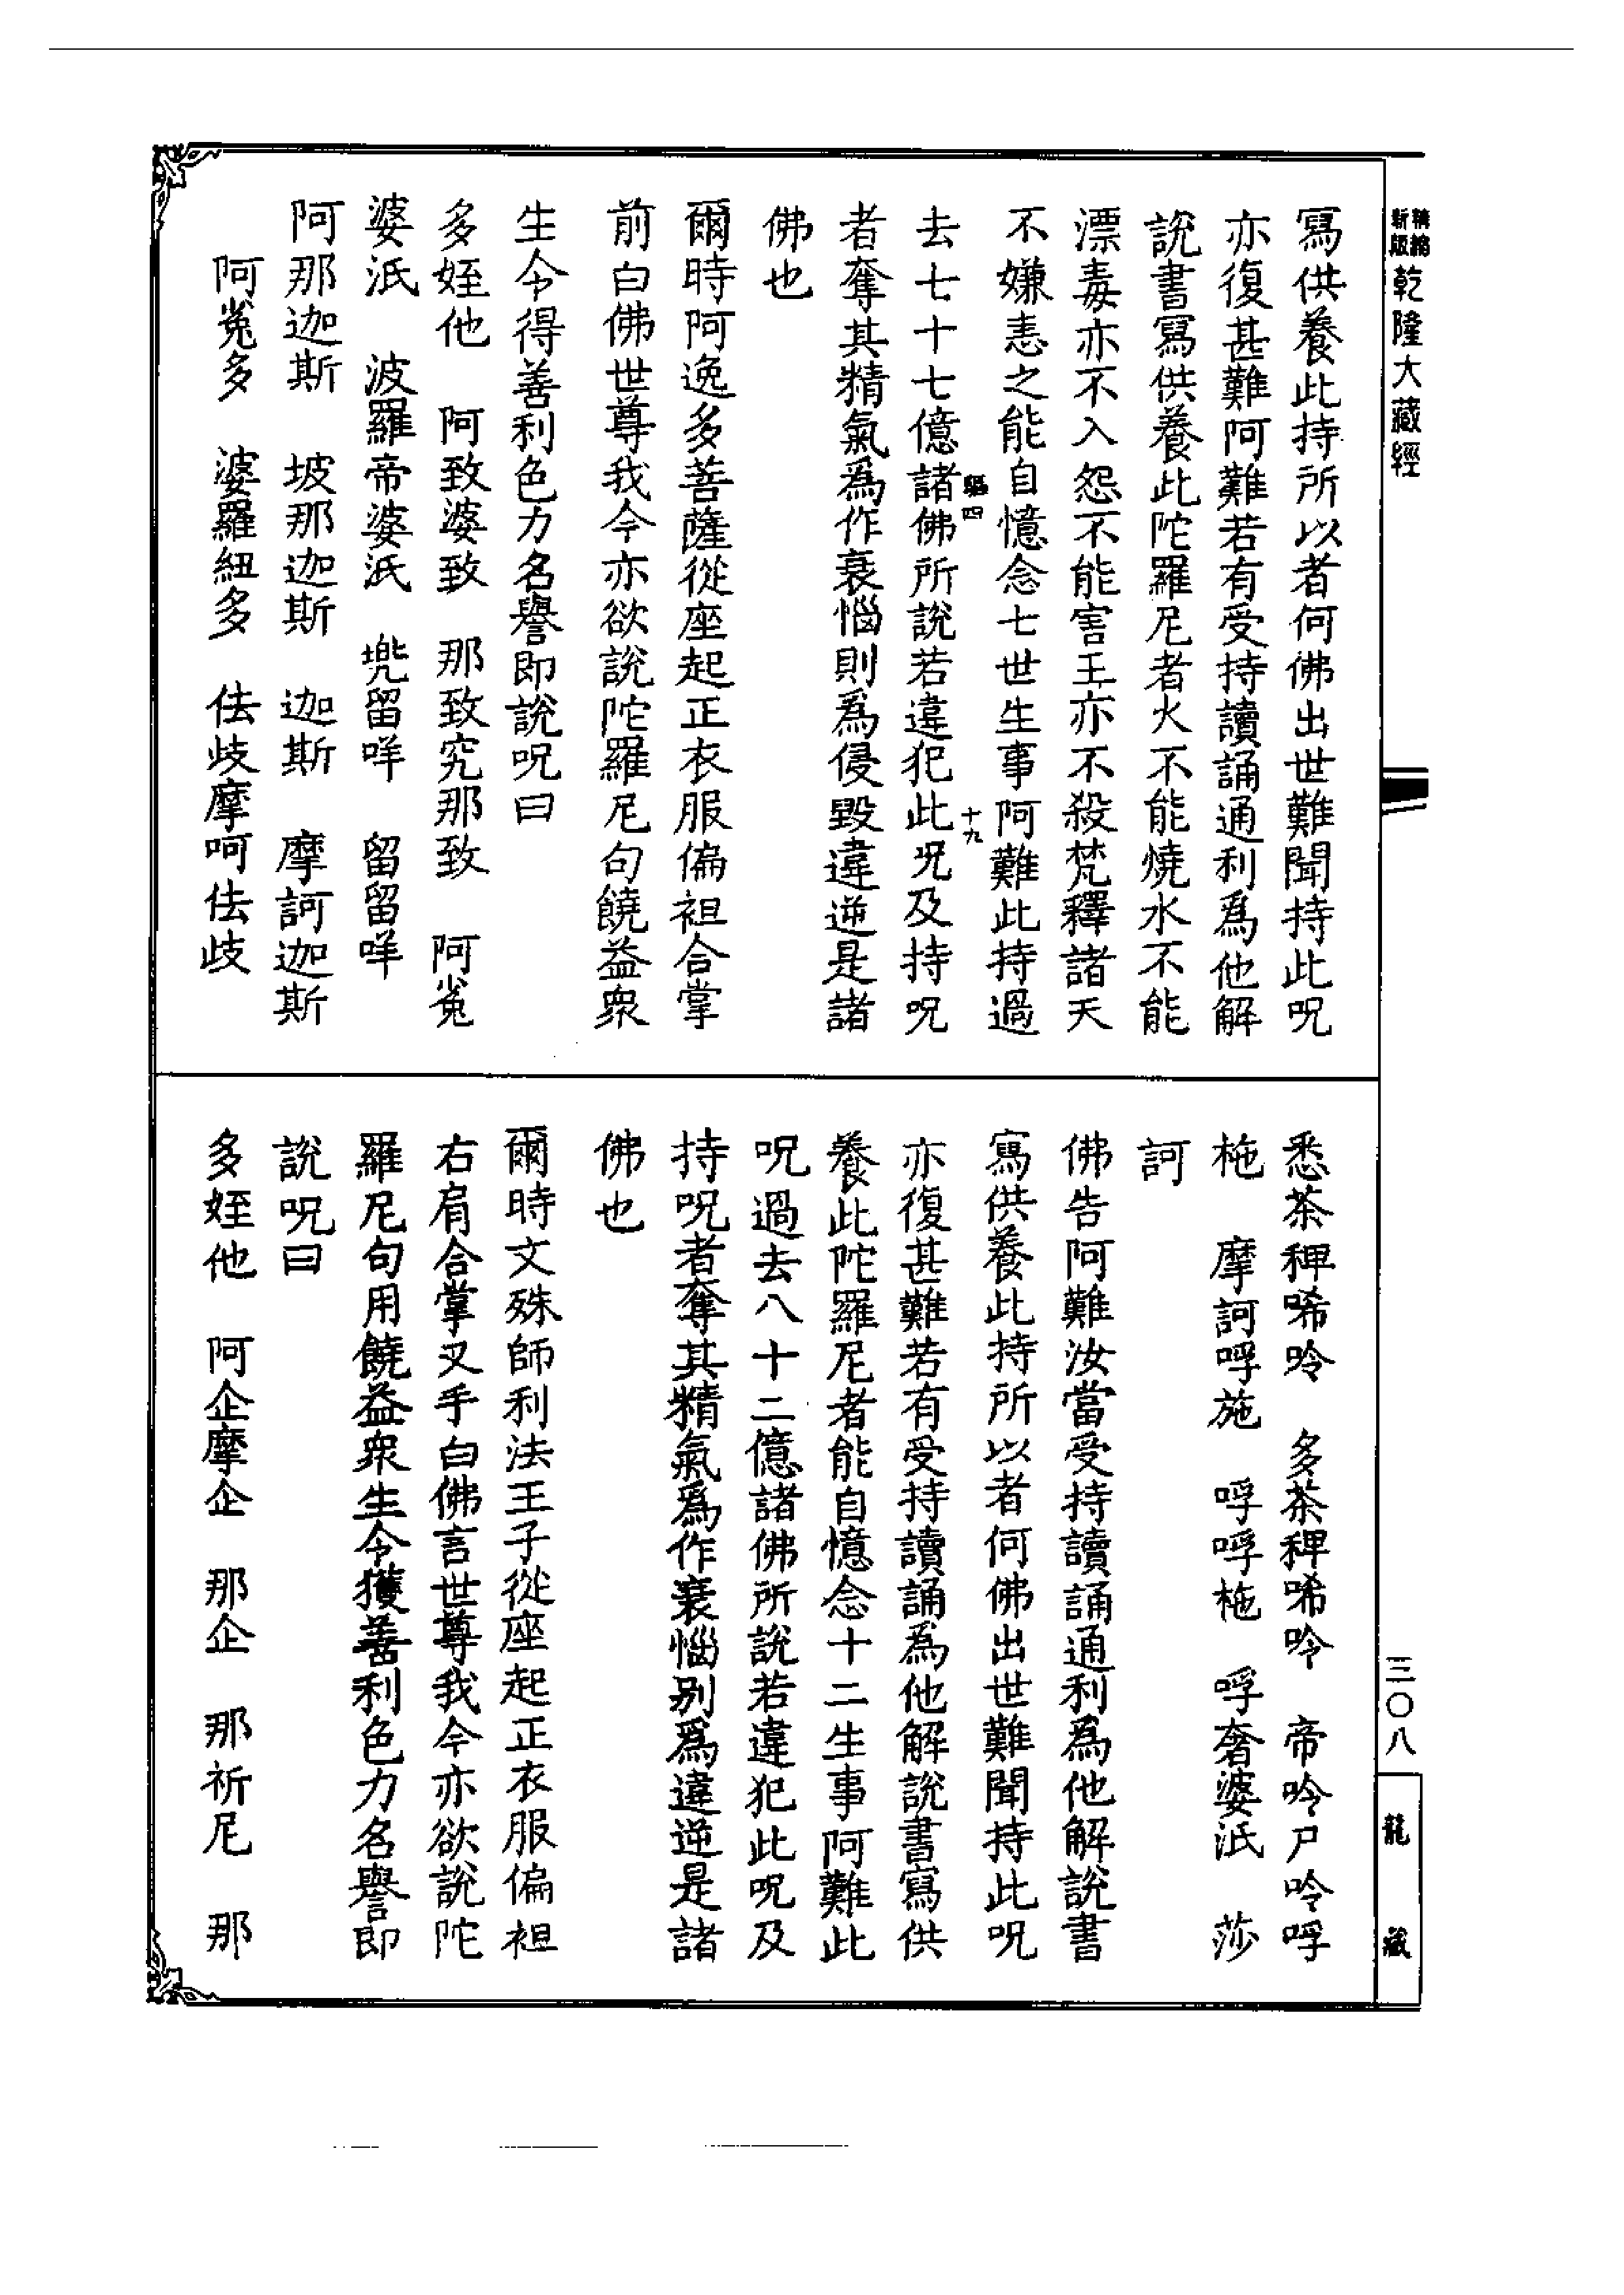 精縮新版乾隆大藏經
寫供養此持所以者何佛出世難聞持此呪
亦復甚難阿難若有受持讀誦通利爲他解
說書寫供養此陀羅尼者火不能燒水不能
漂毒亦不入怨不能害王亦不殺梵釋諸天
不嫌恚之能自憶念七世生事阿難此持過
驅四 十九
去七十七億諸佛所說若違犯此呪及持呪
者奪其精氣爲作衰惱則爲侵毀違逆是諸
佛也
爾時阿逸多菩薩從座起正衣服偏袒合掌
前白佛世尊我今亦欲說陀羅尼句饒益衆
生令得善利色力名譽即說呪曰
多姪他 阿致婆致 那致究那致 阿㝹
婆泜 波羅帝婆泜 兠留咩 留留咩
阿那迦斯 坡那迦斯 迦斯 摩訶迦斯
阿㝹多 婆羅紐多 佉歧摩呵佉歧
悉茶稗唏唥 多茶稗唏唥 帝唥尸唥呼
柂 摩訶呼施 呼呼柂 呼奢婆泜 莎
訶
佛告阿難汝當受持讀誦通利爲他解說書
寫供養此持所以者何佛出世難聞持此呪
亦復甚難若有受持讀誦為他解說書寫供
養此陀羅尼者能自憶念十二生事阿難此
呪過去八十二億諸佛所說若違犯此呪及
持呪者奪其精氣爲作衰惱別爲違逆是諸
佛也
爾時文殊師利法王子從座起正衣服偏袒
右肩合掌叉手白佛言世尊我今亦欲說陀
羅尼句用饒益衆生令獲善利色力名譽即
說呪曰
多姪他 阿企摩企 那企 那祈尼 那
三〇八
龍藏